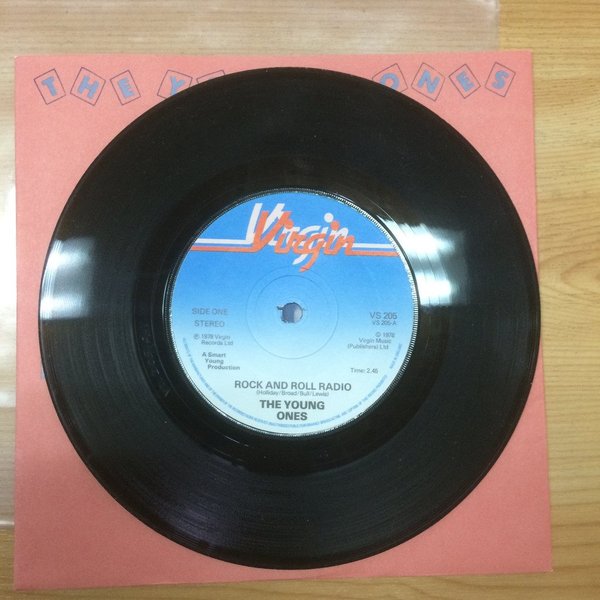 THE Y ONES
Virgin
SIDE ONE
STEREO
VS 205
VS 205-A
℗ 1978 Virgin
Records Ltd
© 1978
Virgin Music
(Publishers) Ltd
A Smart
Young
Production
Time: 2.45
ROCK AND ROLL RADIO
(Holliday/Broad/Bull/Lewis)
THE YOUNG
ONES